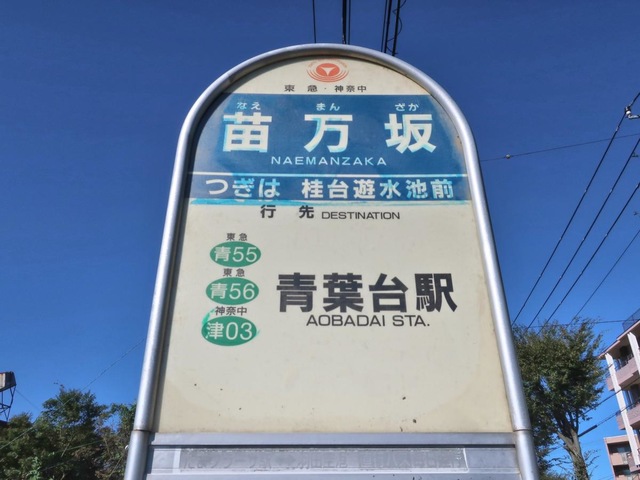 東急・神奈中
なえ まん ざか
苗万坂
NAEMANZAKA
つぎは 桂台遊水池前
行先 DESTINATION
東急
青55
東急
青56
神奈中
津03
青葉台駅
AOBADAI STA.